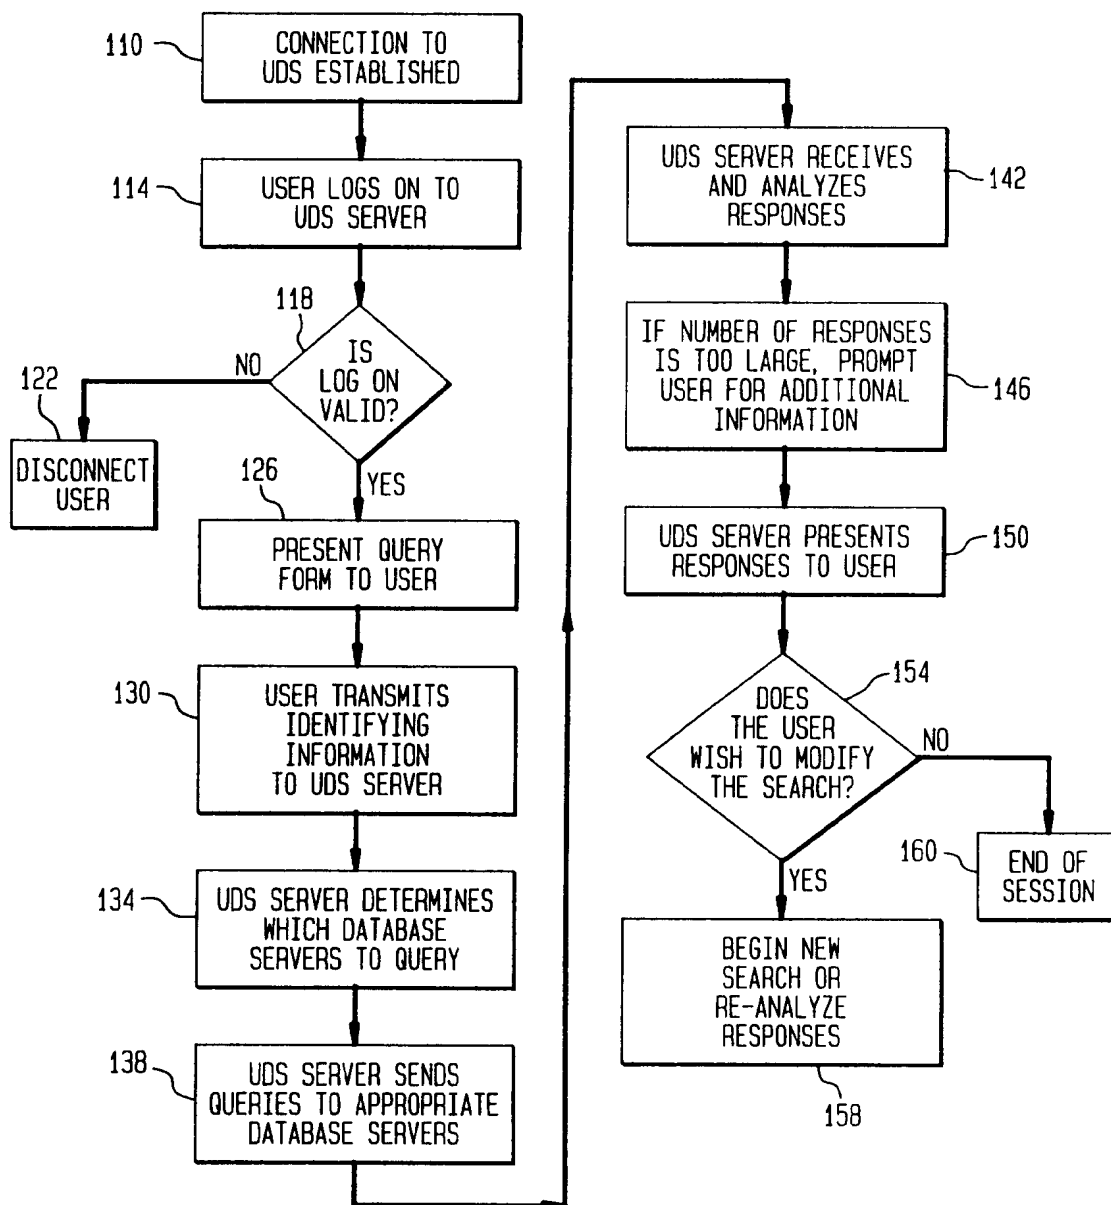 110
CONNECTION TO
UDS ESTABLISHED
114
USER LOGS ON TO
UDS SERVER
118
IS
LOG ON
VALID?
NO
122
DISCONNECT
USER
YES
126
PRESENT QUERY
FORM TO USER
130
USER TRANSMITS
IDENTIFYING
INFORMATION
TO UDS SERVER
134
UDS SERVER DETERMINES
WHICH DATABASE
SERVERS TO QUERY
138
UDS SERVER SENDS
QUERIES TO APPROPRIATE
DATABASE SERVERS
UDS SERVER RECEIVES
AND ANALYZES
RESPONSES
142
IF NUMBER OF RESPONSES
IS TOO LARGE, PROMPT
USER FOR ADDITIONAL
INFORMATION
146
UDS SERVER PRESENTS
RESPONSES TO USER
150
DOES
THE USER
WISH TO MODIFY
THE SEARCH?
154
NO
160
END OF
SESSION
YES
BEGIN NEW
SEARCH OR
RE-ANALYZE
RESPONSES
158